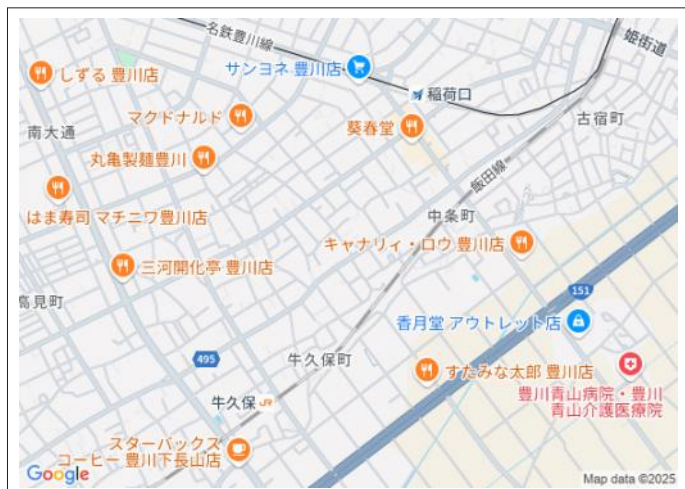 名鉄豊川線
姫街道
しずる 豊川店
サンヨネ 豊川店
稲荷口
マクドナルド
葵春堂
古宿町
南大通
丸亀製麺豊川
飯田線
はま寿司 マチニワ豊川店
中条町
キャナリィ・ロウ 豊川店
三河開化亭 豊川店
高見町
151
香月堂 アウトレット店
495
牛久保町
すたみな太郎 豊川店
豊川青山病院・豊川
青山介護医療院
牛久保
JR
スターバックス
コーヒー 豊川下長山店
Google
Map data ©2025